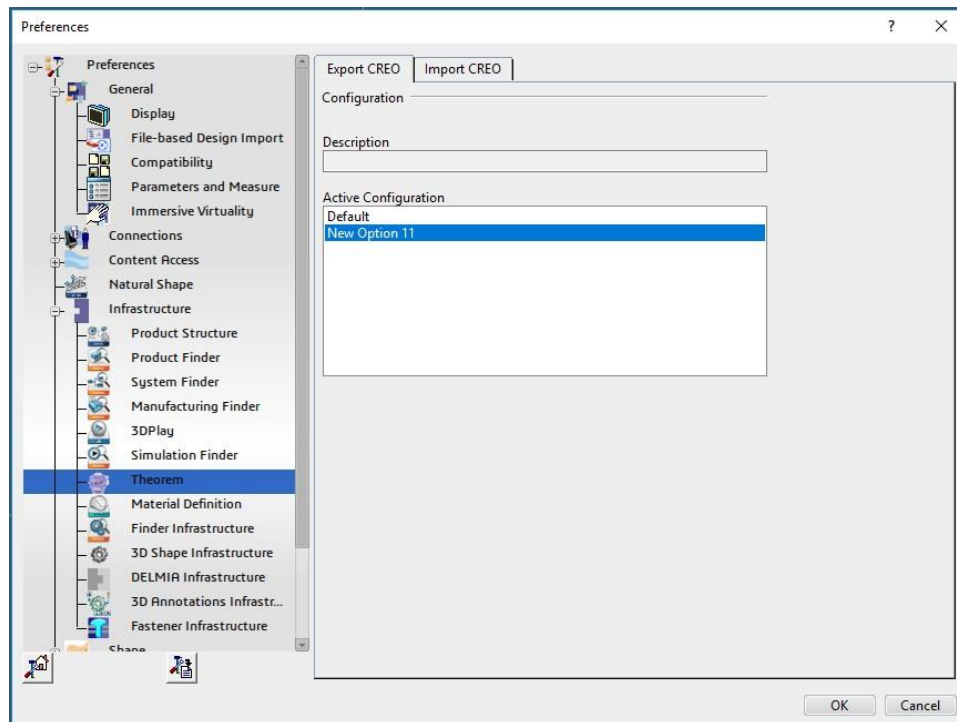 Preferences
?
Preferences
General
Display
File-based Design Import
Compatibility
Parameters and Measure
Immersive Virtuality
Connections
Content Access
Natural Shape
Infrastructure
Product Structure
Product Finder
System Finder
Manufacturing Finder
3DPlay
Simulation Finder
Theorem
Material Definition
Finder Infrastructure
3D Shape Infrastructure
DELMIA Infrastructure
3D Annotations Infrastr...
Fastener Infrastructure
Shape
Export CREO
Import CREO
Configuration
Description
Active Configuration
Default
New Option 11
OK
Cancel